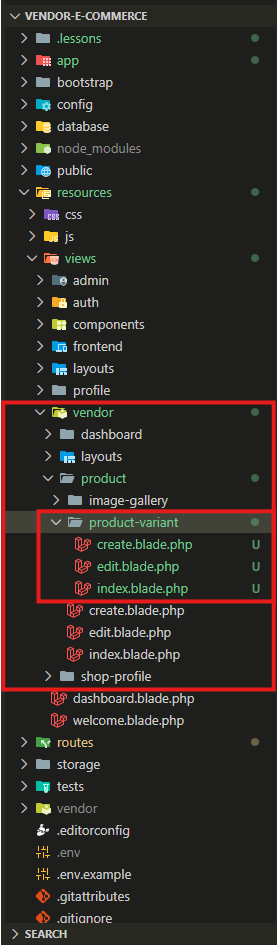 VENDOR-E-COMMERCE
.lessons
app
bootstrap
config
database
node_modules
public
resources
css
js
views
admin
auth
components
frontend
layouts
profile
vendor
dashboard
layouts
product
image-gallery
product-variant
create.blade.php U
edit.blade.php U
index.blade.php U
create.blade.php
edit.blade.php
index.blade.php
shop-profile
dashboard.blade.php
welcome.blade.php
routes
storage
tests
vendor
.editorconfig
.env
.env.example
.gitattributes
.gitignore
SEARCH